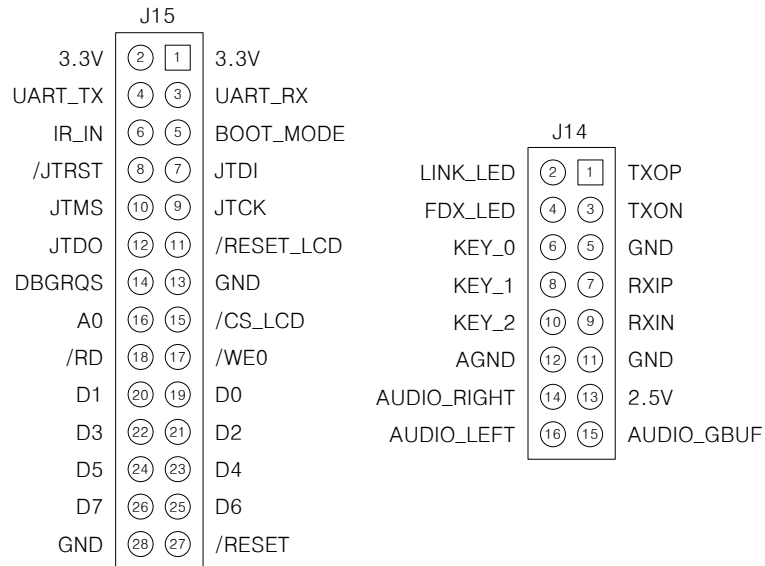 J15
3.3V 2 1 3.3V
UART_TX 4 3 UART_RX
IR_IN 6 5 BOOT_MODE
/JTRST 8 7 JTDI
JTMS 10 9 JTCK
JTDO 12 11 /RESET_LCD
DBGRQS 14 13 GND
A0 16 15 /CS_LCD
/RD 18 17 /WE0
D1 20 19 D0
D3 22 21 D2
D5 24 23 D4
D7 26 25 D6
GND 28 27 /RESET
J14
LINK_LED 2 1 TXOP
FDX_LED 4 3 TXON
KEY_0 6 5 GND
KEY_1 8 7 RXIP
KEY_2 10 9 RXIN
AGND 12 11 GND
AUDIO_RIGHT 14 13 2.5V
AUDIO_LEFT 16 15 AUDIO_GBUF